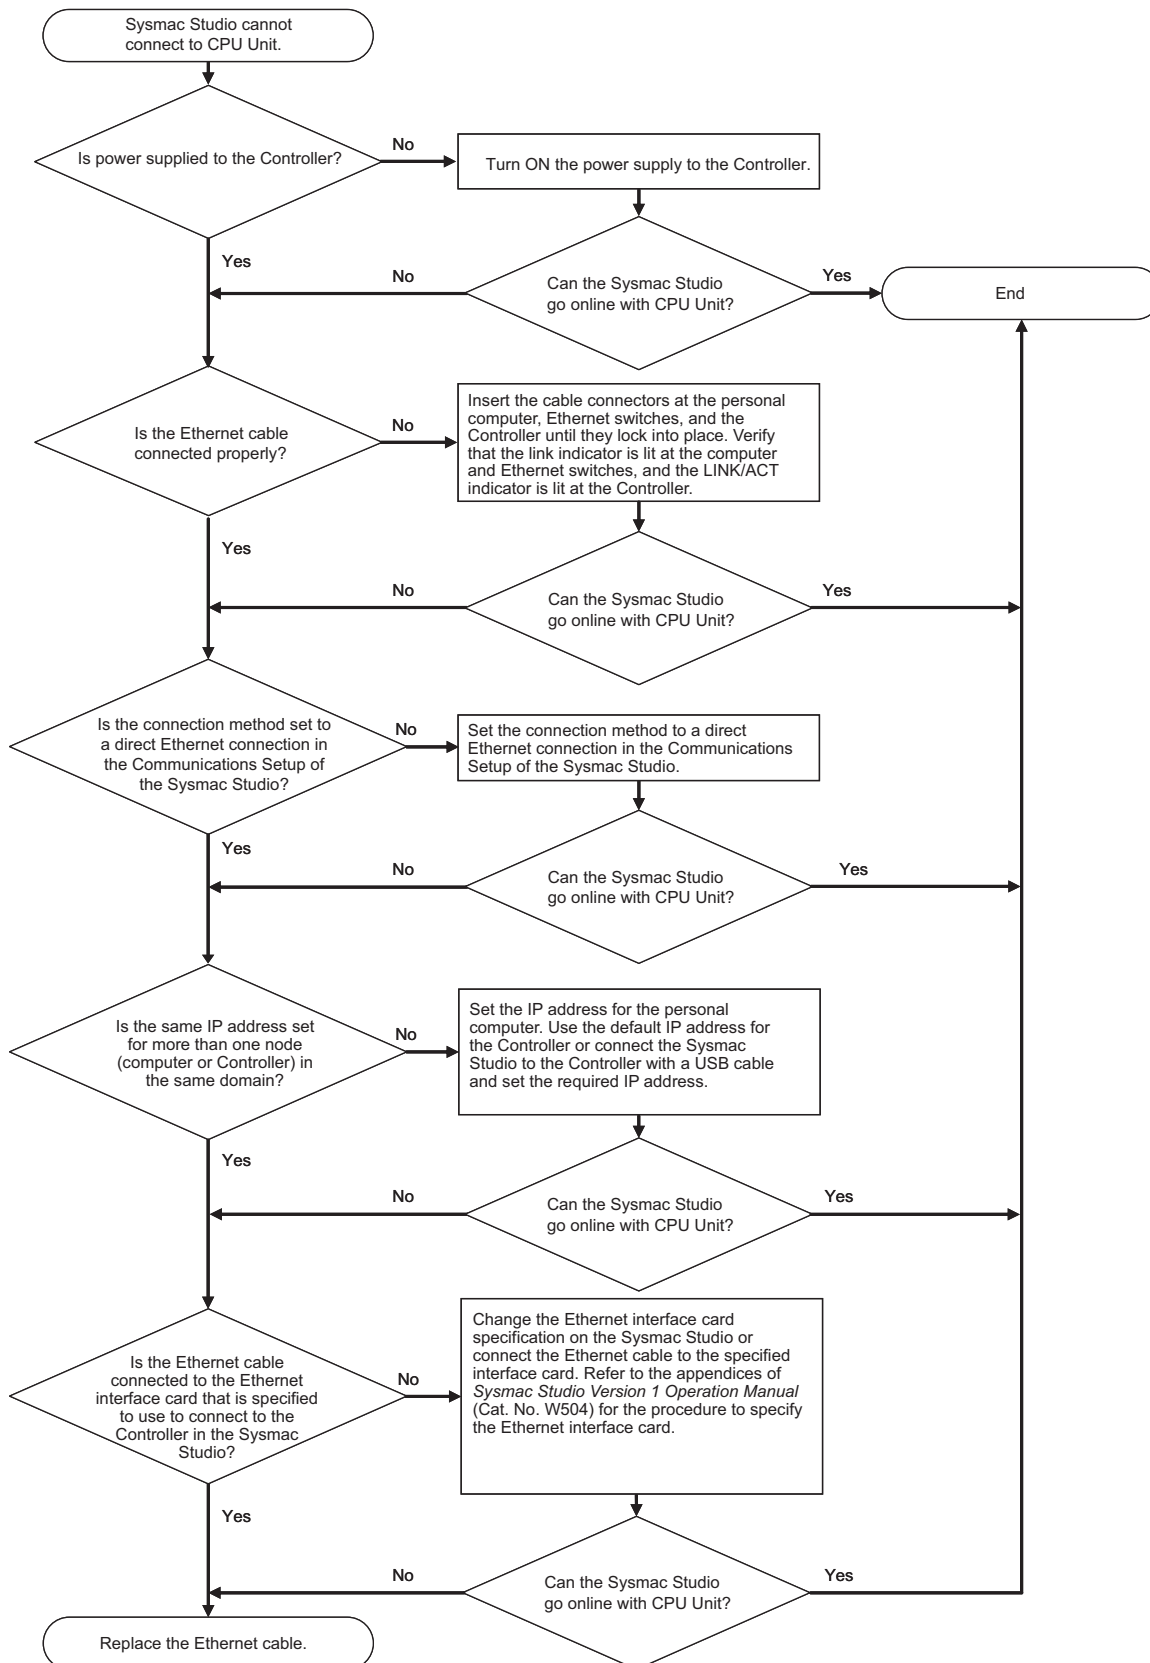 Sysmac Studio cannot
connect to CPU Unit.
Is power supplied to the Controller?
No
Turn ON the power supply to the Controller.
Yes
No
Can the Sysmac Studio
go online with CPU Unit?
Yes
End
Is the Ethernet cable
connected properly?
No
Insert the cable connectors at the personal
computer, Ethernet switches, and the
Controller until they lock into place. Verify
that the link indicator is lit at the computer
and Ethernet switches, and the LINK/ACT
indicator is lit at the Controller.
Yes
No
Can the Sysmac Studio
go online with CPU Unit?
Yes
Is the connection method set to
a direct Ethernet connection in
the Communications Setup of
the Sysmac Studio?
No
Set the connection method to a direct
Ethernet connection in the Communications
Setup of the Sysmac Studio.
Yes
No
Can the Sysmac Studio
go online with CPU Unit?
Yes
Is the same IP address set
for more than one node
(computer or Controller) in
the same domain?
No
Set the IP address for the personal
computer. Use the default IP address for
the Controller or connect the Sysmac
Studio to the Controller with a USB cable
and set the required IP address.
Yes
No
Can the Sysmac Studio
go online with CPU Unit?
Yes
Is the Ethernet cable
connected to the Ethernet
interface card that is specified
to use to connect to the
Controller in the Sysmac
Studio?
No
Change the Ethernet interface card
specification on the Sysmac Studio or
connect the Ethernet cable to the specified
interface card. Refer to the appendices of
Sysmac Studio Version 1 Operation Manual
(Cat. No. W504) for the procedure to specify
the Ethernet interface card.
Yes
No
Can the Sysmac Studio
go online with CPU Unit?
Yes
Replace the Ethernet cable.